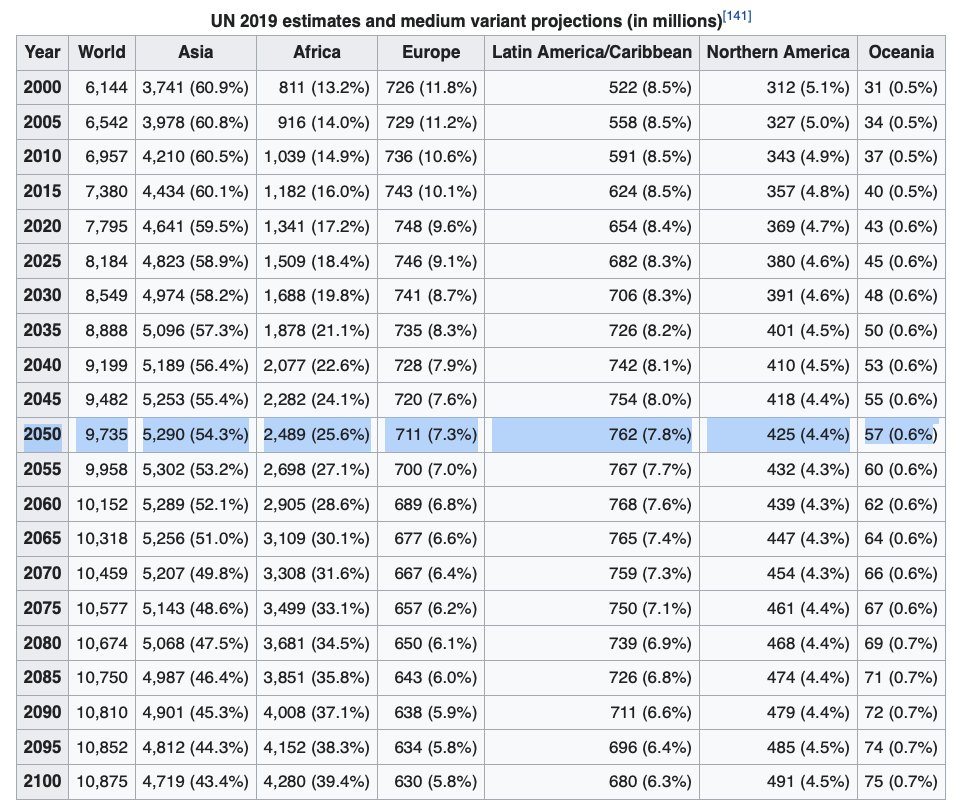 UN 2019 estimates and medium variant projections (in millions)[141]
Year World Asia Africa Europe Latin America/Caribbean Northern America Oceania
2000 6,144 3,741 (60.9%) 811 (13.2%) 726 (11.8%) 522 (8.5%) 312 (5.1%) 31 (0.5%)
2005 6,542 3,978 (60.8%) 916 (14.0%) 729 (11.2%) 558 (8.5%) 327 (5.0%) 34 (0.5%)
2010 6,957 4,210 (60.5%) 1,039 (14.9%) 736 (10.6%) 591 (8.5%) 343 (4.9%) 37 (0.5%)
2015 7,380 4,434 (60.1%) 1,182 (16.0%) 743 (10.1%) 624 (8.5%) 357 (4.8%) 40 (0.5%)
2020 7,795 4,641 (59.5%) 1,341 (17.2%) 748 (9.6%) 654 (8.4%) 369 (4.7%) 43 (0.6%)
2025 8,184 4,823 (58.9%) 1,509 (18.4%) 746 (9.1%) 682 (8.3%) 380 (4.6%) 45 (0.6%)
2030 8,549 4,974 (58.2%) 1,688 (19.8%) 741 (8.7%) 706 (8.3%) 391 (4.6%) 48 (0.6%)
2035 8,888 5,096 (57.3%) 1,878 (21.1%) 735 (8.3%) 726 (8.2%) 401 (4.5%) 50 (0.6%)
2040 9,199 5,189 (56.4%) 2,077 (22.6%) 728 (7.9%) 742 (8.1%) 410 (4.5%) 53 (0.6%)
2045 9,482 5,253 (55.4%) 2,282 (24.1%) 720 (7.6%) 754 (8.0%) 418 (4.4%) 55 (0.6%)
2050 9,735 5,290 (54.3%) 2,489 (25.6%) 711 (7.3%) 762 (7.8%) 425 (4.4%) 57 (0.6%)
2055 9,958 5,302 (53.2%) 2,698 (27.1%) 700 (7.0%) 767 (7.7%) 432 (4.3%) 60 (0.6%)
2060 10,152 5,289 (52.1%) 2,905 (28.6%) 689 (6.8%) 768 (7.6%) 439 (4.3%) 62 (0.6%)
2065 10,318 5,256 (51.0%) 3,109 (30.1%) 677 (6.6%) 765 (7.4%) 447 (4.3%) 64 (0.6%)
2070 10,459 5,207 (49.8%) 3,308 (31.6%) 667 (6.4%) 759 (7.3%) 454 (4.3%) 66 (0.6%)
2075 10,577 5,143 (48.6%) 3,499 (33.1%) 657 (6.2%) 750 (7.1%) 461 (4.4%) 67 (0.6%)
2080 10,674 5,068 (47.5%) 3,681 (34.5%) 650 (6.1%) 739 (6.9%) 468 (4.4%) 69 (0.7%)
2085 10,750 4,987 (46.4%) 3,851 (35.8%) 643 (6.0%) 726 (6.8%) 474 (4.4%) 71 (0.7%)
2090 10,810 4,901 (45.3%) 4,008 (37.1%) 638 (5.9%) 711 (6.6%) 479 (4.4%) 72 (0.7%)
2095 10,852 4,812 (44.3%) 4,152 (38.3%) 634 (5.8%) 696 (6.4%) 485 (4.5%) 74 (0.7%)
2100 10,875 4,719 (43.4%) 4,280 (39.4%) 630 (5.8%) 680 (6.3%) 491 (4.5%) 75 (0.7%)